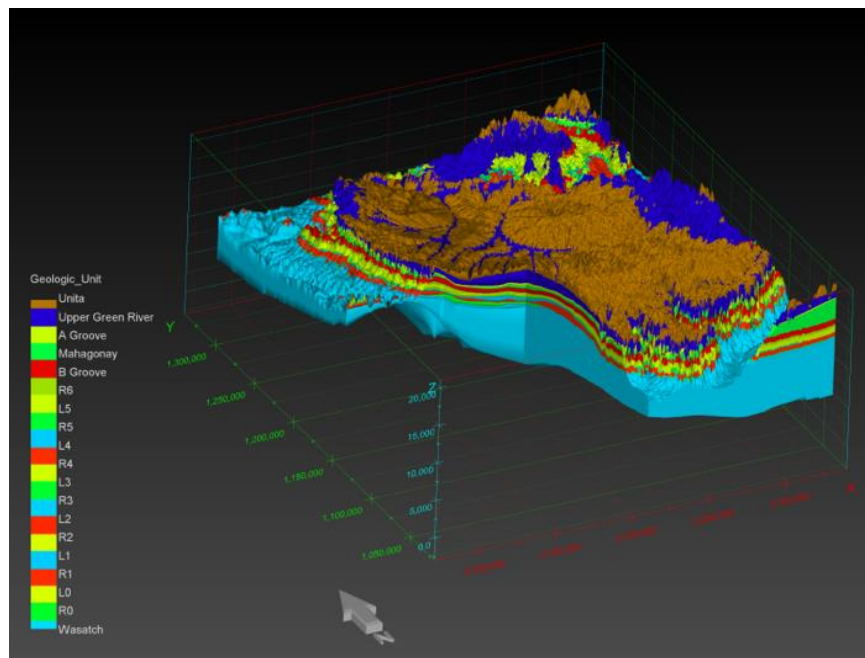 Geologic_Unit
Unita
Upper Green River
A Groove
Mahagonay
B Groove
R6
L5
R5
L4
R4
L3
R3
L2
R2
L1
R1
L0
R0
Wasatch
Y
1,300,000
1,250,000
1,200,000
1,150,000
1,100,000
1,050,000
Z
20,000
15,000
10,000
5,000
0.0
X